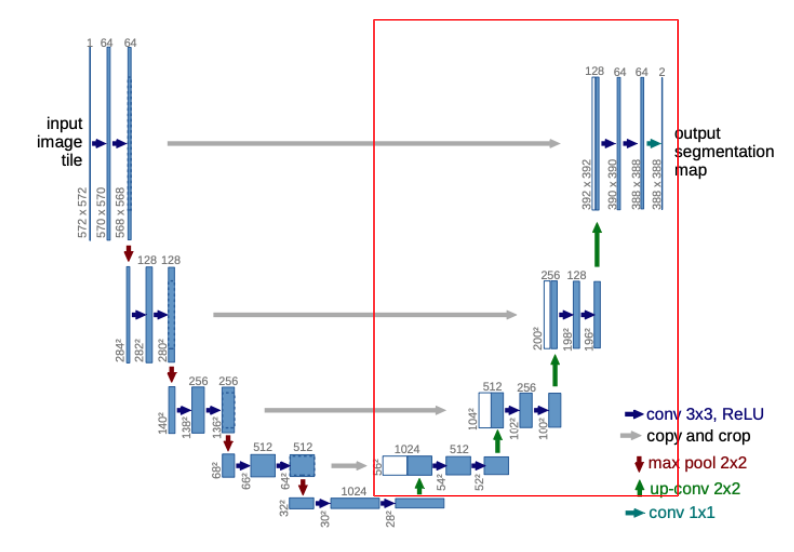 1 64 64
128 64 64 2
input
image
tile
output
segmentation
map
572 x 572
570 x 570
568 x 568
392 x 392
390 x 390
388 x 388
388 x 388
128 128
256 128
284²
282²
280²
200²
198²
196²
256 256
512 256
140²
138²
136²
104²
102²
100²
512 512
1024 512
68²
66²
64²
56²
54²
52²
1024
32²
30²
28²
conv 3x3, ReLU
copy and crop
max pool 2x2
up-conv 2x2
conv 1x1